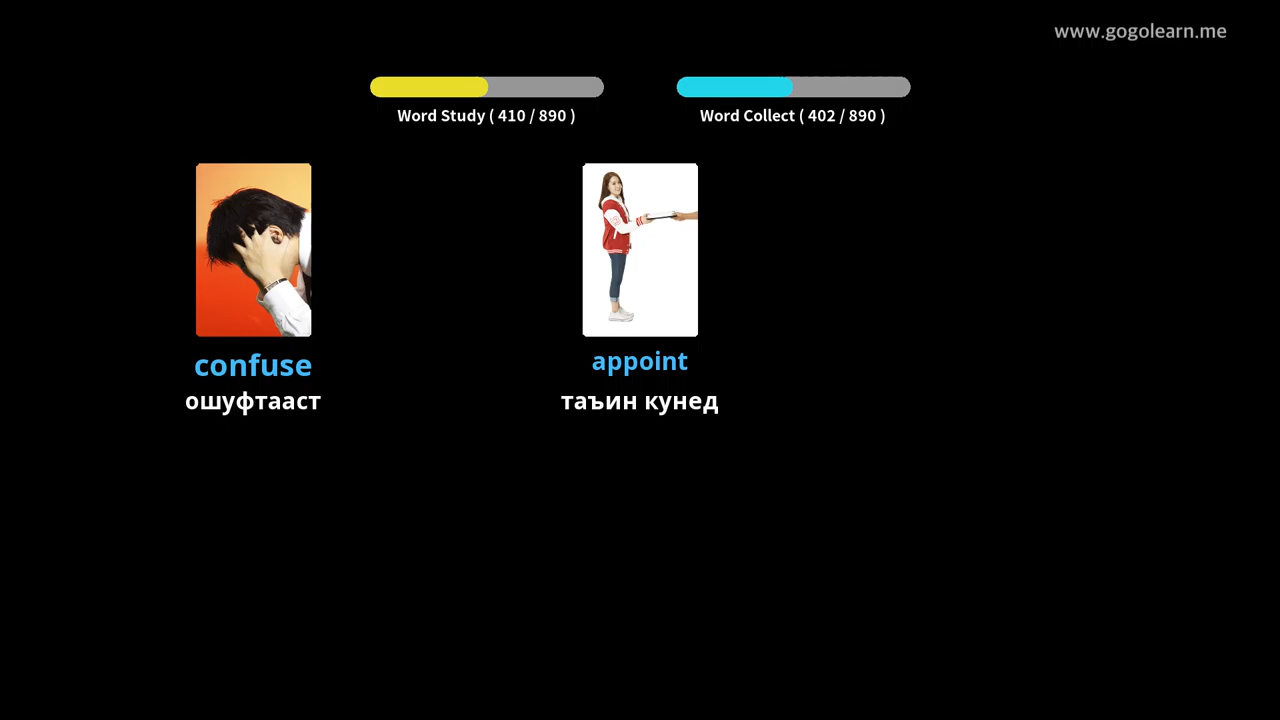 www.gogolearn.me
Word Study ( 410 / 890 )
Word Collect ( 402 / 890 )
confuse
ошуфтааст
appoint
таъин кунед